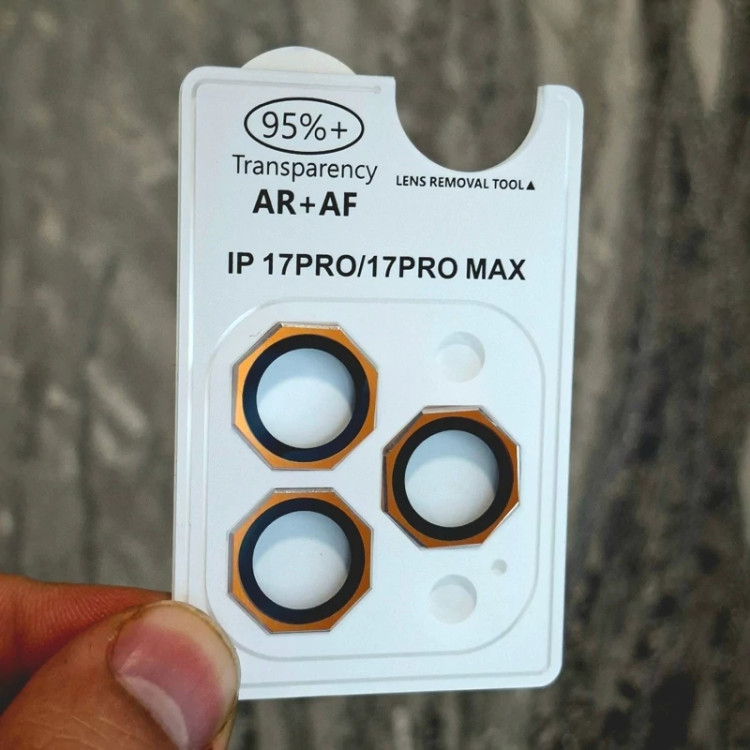 95%+
Transparency
AR+AF
LENS REMOVAL TOOL▲
IP 17PRO/17PRO MAX